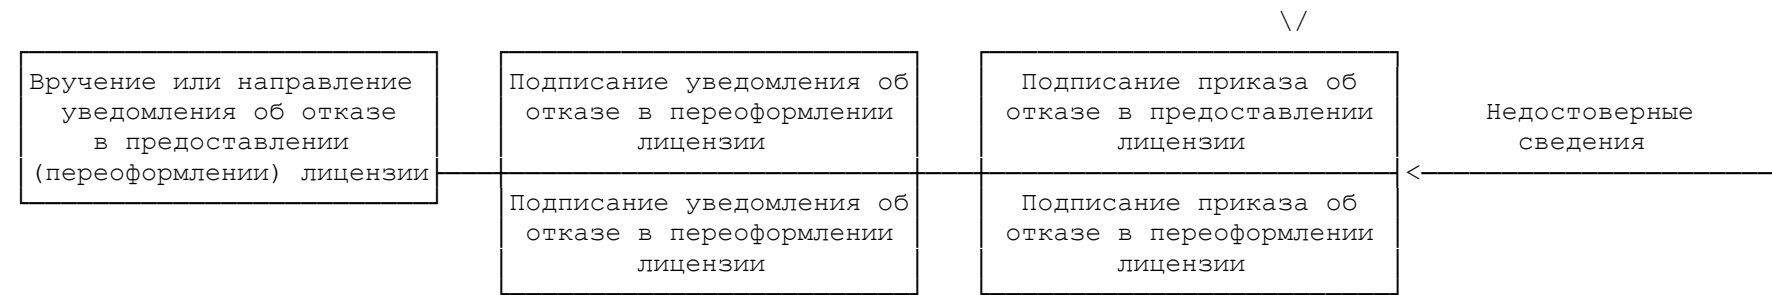 \/
Вручение или направление
уведомления об отказе
в предоставлении
(переоформлении) лицензии
Подписание уведомления об
отказе в переоформлении
лицензии
Подписание уведомления об
отказе в переоформлении
лицензии
Подписание приказа об
отказе в предоставлении
лицензии
Подписание приказа об
отказе в переоформлении
лицензии
Недостоверные
сведения
<